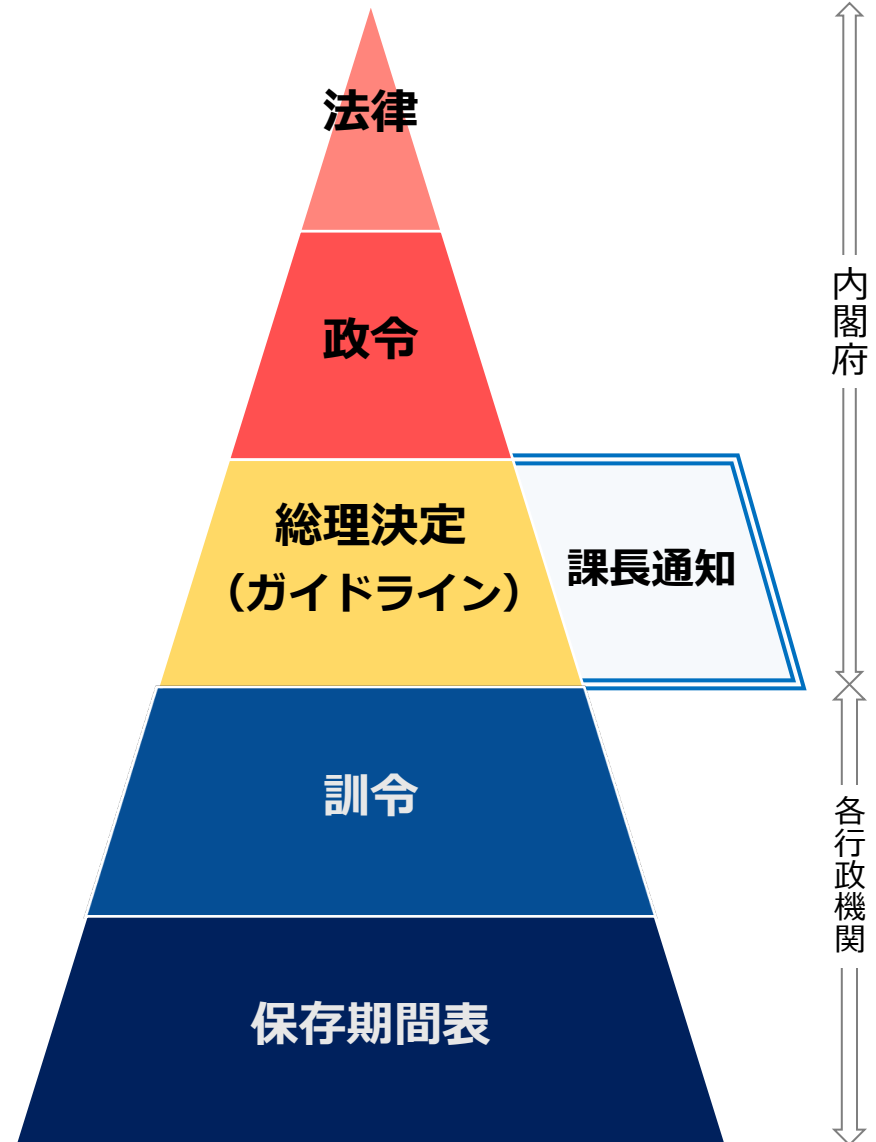 法律
政令
総理決定
（ガイドライン）
課長通知
訓令
保存期間表
内閣府
各行政機関